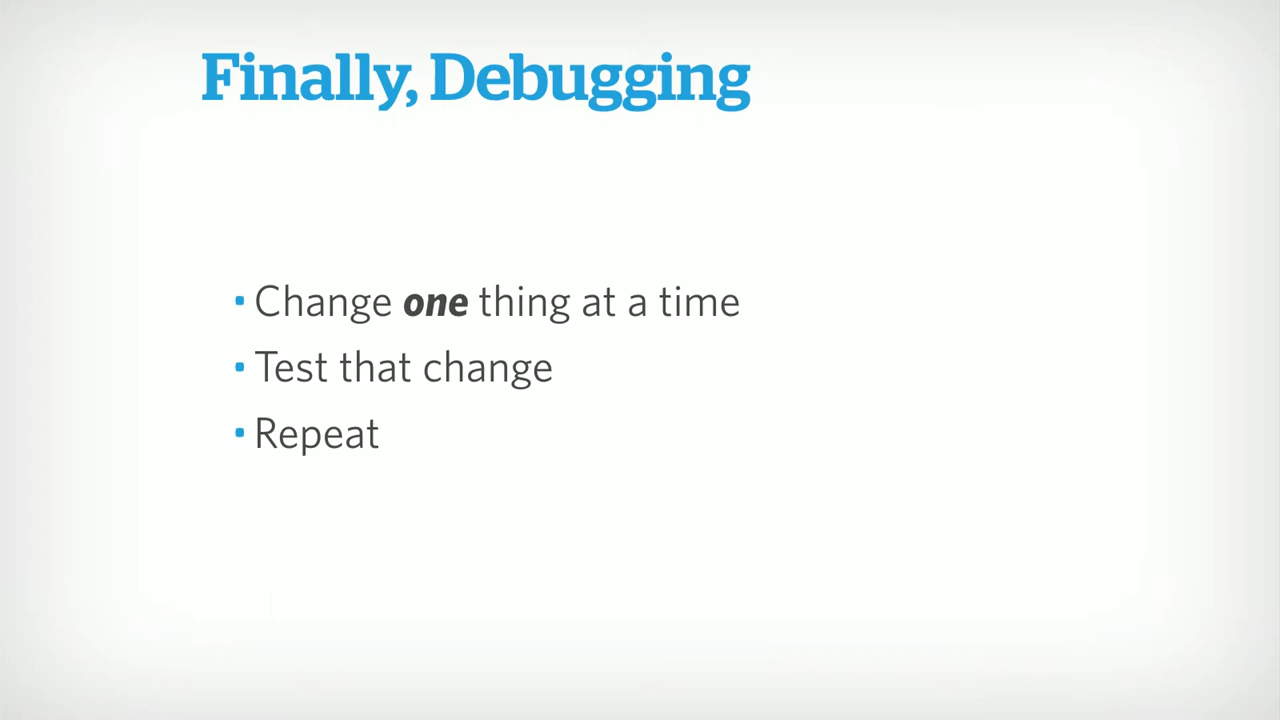 Finally, Debugging
• Change one thing at a time
• Test that change
• Repeat